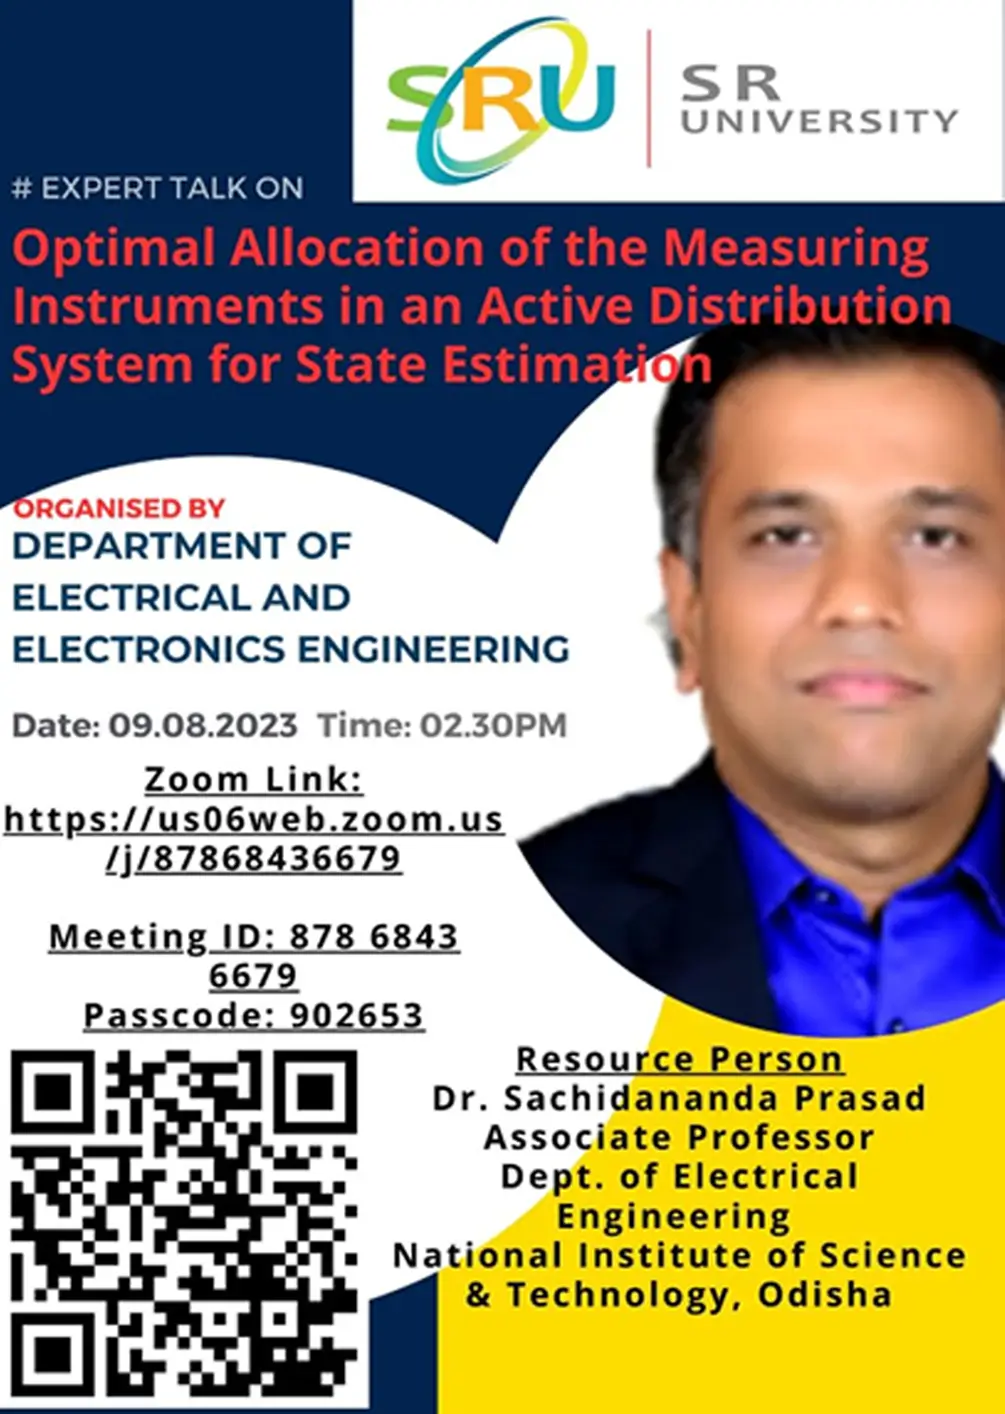 SRU
S R
UNIVERSITY
# EXPERT TALK ON
Optimal Allocation of the Measuring
Instruments in an Active Distribution
System for State Estimation
ORGANISED BY
DEPARTMENT OF
ELECTRICAL AND
ELECTRONICS ENGINEERING
Date: 09.08.2023 Time: 02.30PM
Zoom Link:
https://us06web.zoom.us
/j/87868436679
Meeting ID: 878 6843
6679
Passcode: 902653
Resource Person
Dr. Sachidananda Prasad
Associate Professor
Dept. of Electrical
Engineering
National Institute of Science
& Technology, Odisha